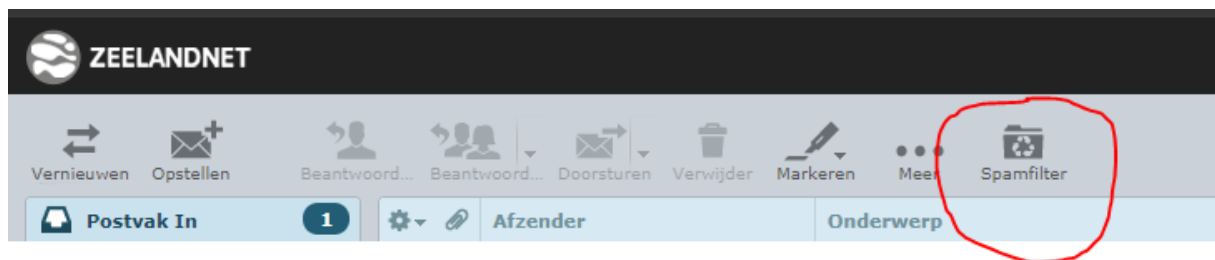 ZEELANDNET
Vernieuwen Opstellen Beantwoord... Beantwoord... Doorsturen Verwijder Markeren Meer Spamfilter
Postvak In 1 Afzender Onderwerp